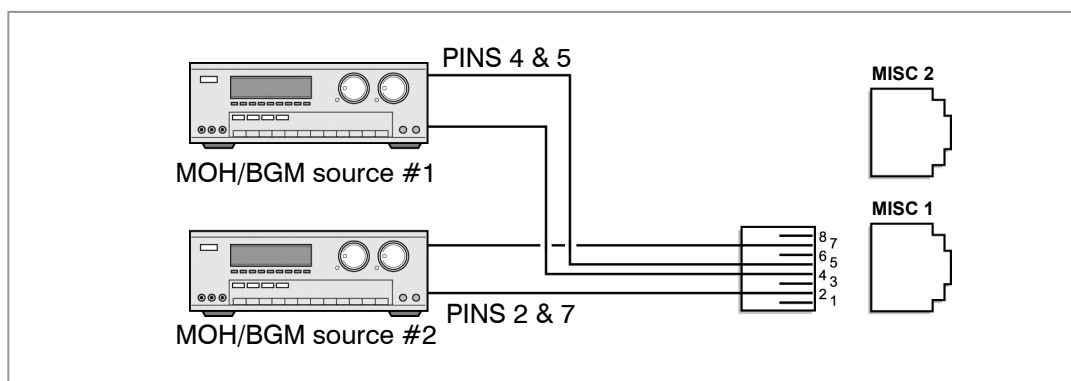 PINS 4 & 5
MISC 2
MOH/BGM source #1
MISC 1
8
7
6
5
4
3
2
1
PINS 2 & 7
MOH/BGM source #2